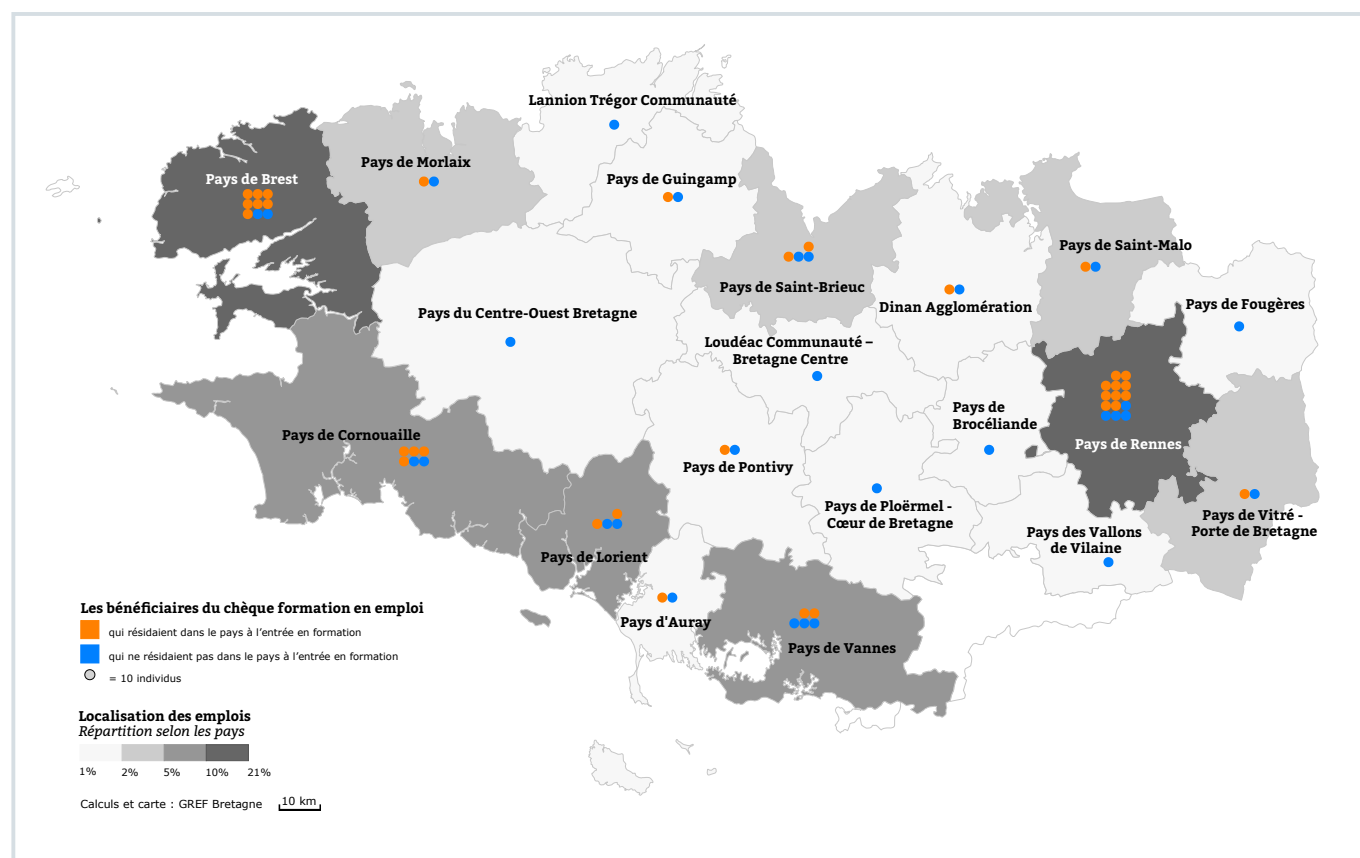 Lannion Trégor Communauté
Pays de Morlaix
Pays de Brest
Pays de Guingamp
Pays de Saint-Malo
Pays de Saint-Brieuc
Dinan Agglomération
Pays de Fougères
Pays du Centre-Ouest Bretagne
Loudéac Communauté –
Bretagne Centre
Pays de
Brocéliande
Pays de Cornouaille
Pays de Rennes
Pays de Pontivy
Pays de Ploërmel -
Cœur de Bretagne
Pays de Vitré -
Porte de Bretagne
Pays des Vallons
de Vilaine
Pays de Lorient
Pays d'Auray
Pays de Vannes
Les bénéficiaires du chèque formation en emploi
qui résidaient dans le pays à l'entrée en formation
qui ne résidaient pas dans le pays à l'entrée en formation
= 10 individus
Localisation des emplois
Répartition selon les pays
1% 2% 5% 10% 21%
Calculs et carte : GREF Bretagne 10 km